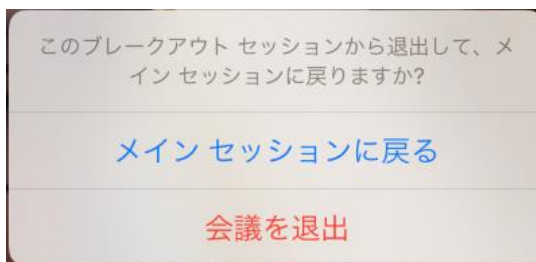 このブレークアウト セッションから退出して、メ
イン セッションに戻りますか?
メイン セッションに戻る
会議を退出